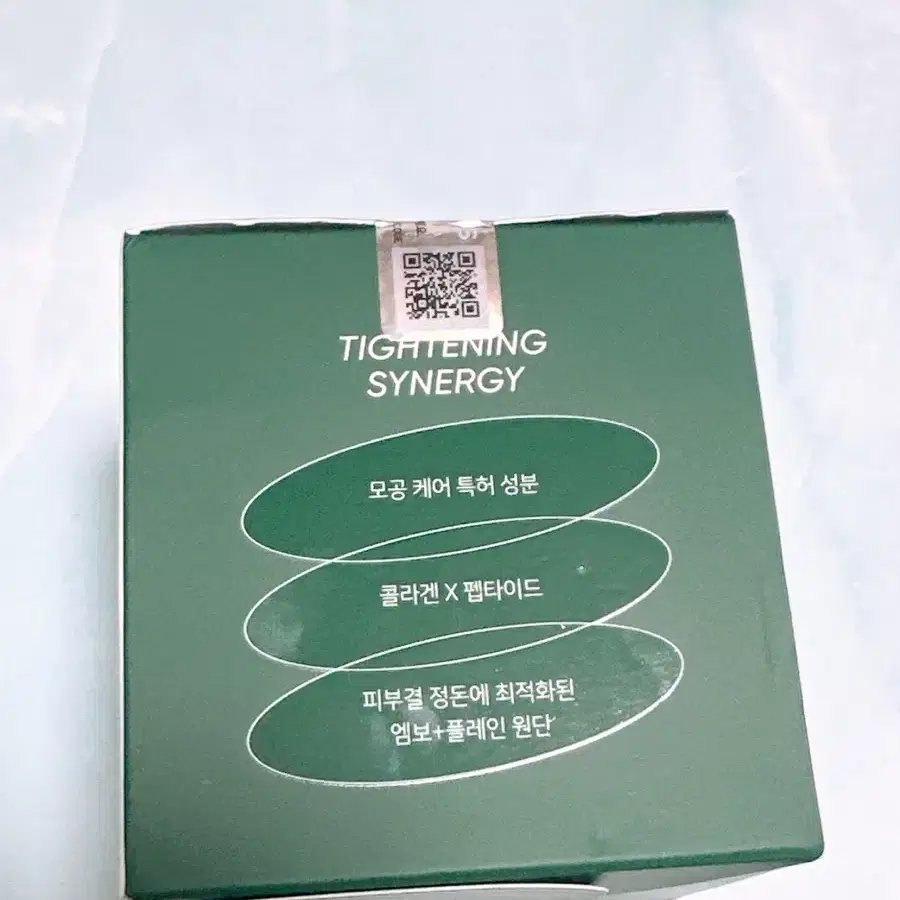 TIGHTENING
SYNERGY
모공 케어 특허 성분
콜라겐 X 펩타이드
피부결 정돈에 최적화된
엠보+플레인 원단